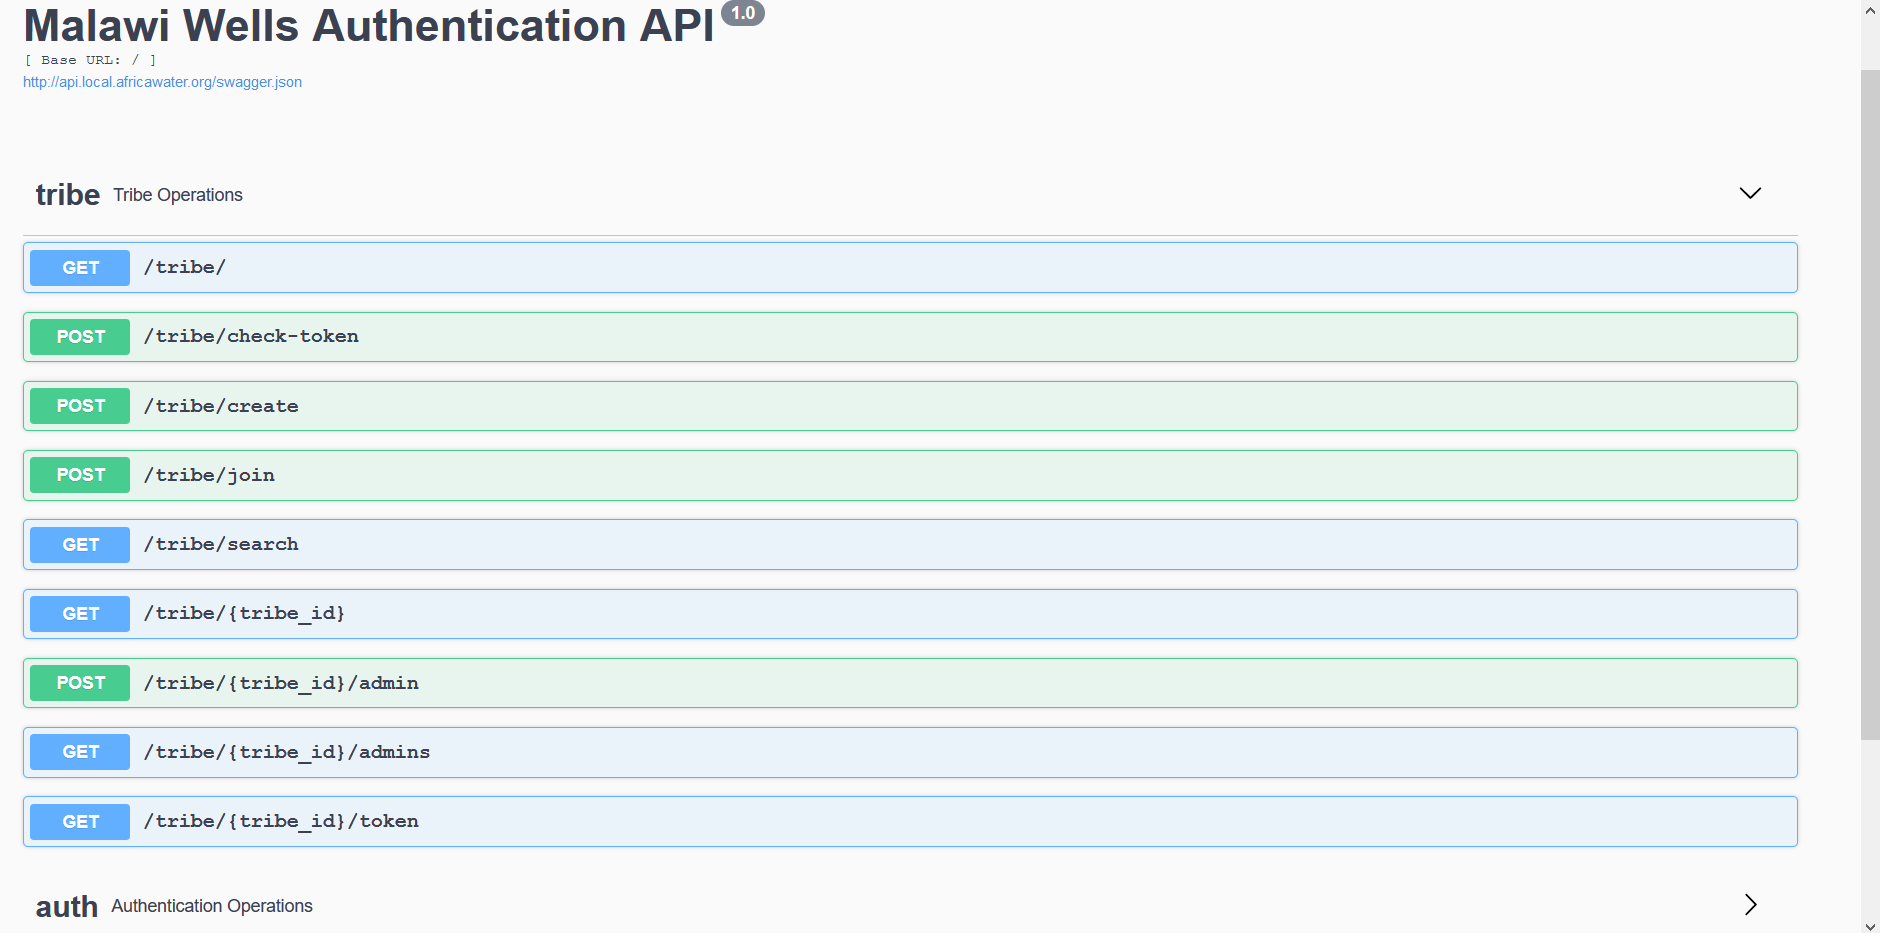 Malawi Wells Authentication API 1.0
[ Base URL: / ]
http://api.local.africawater.org/swagger.json
tribe Tribe Operations
GET /tribe/
POST /tribe/check-token
POST /tribe/create
POST /tribe/join
GET /tribe/search
GET /tribe/{tribe_id}
POST /tribe/{tribe_id}/admin
GET /tribe/{tribe_id}/admins
GET /tribe/{tribe_id}/token
auth Authentication Operations